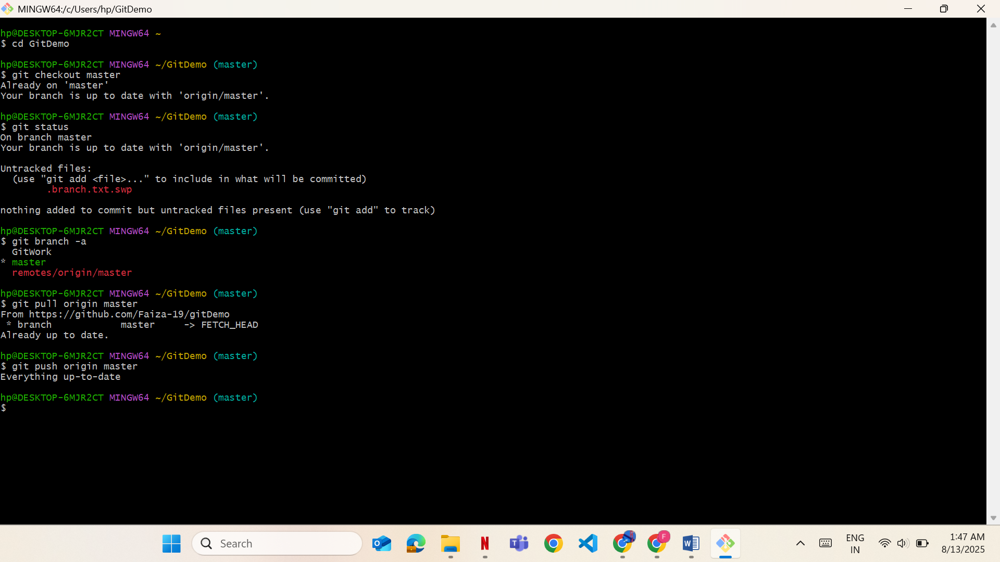 MINGW64:/c/Users/hp/GitDemo
hp@DESKTOP-6MJR2CT MINGW64 ~
$ cd GitDemo
hp@DESKTOP-6MJR2CT MINGW64 ~/GitDemo (master)
$ git checkout master
Already on 'master'
Your branch is up to date with 'origin/master'.
hp@DESKTOP-6MJR2CT MINGW64 ~/GitDemo (master)
$ git status
On branch master
Your branch is up to date with 'origin/master'.
Untracked files:
  (use "git add <file>..." to include in what will be committed)
        .branch.txt.swp
nothing added to commit but untracked files present (use "git add" to track)
hp@DESKTOP-6MJR2CT MINGW64 ~/GitDemo (master)
$ git branch -a
  GitWork
* master
  remotes/origin/master
hp@DESKTOP-6MJR2CT MINGW64 ~/GitDemo (master)
$ git pull origin master
From https://github.com/Faiza-19/gitDemo
 * branch            master     -> FETCH_HEAD
Already up to date.
hp@DESKTOP-6MJR2CT MINGW64 ~/GitDemo (master)
$ git push origin master
Everything up-to-date
hp@DESKTOP-6MJR2CT MINGW64 ~/GitDemo (master)
$
Search
ENG
IN
1:47 AM
8/13/2025